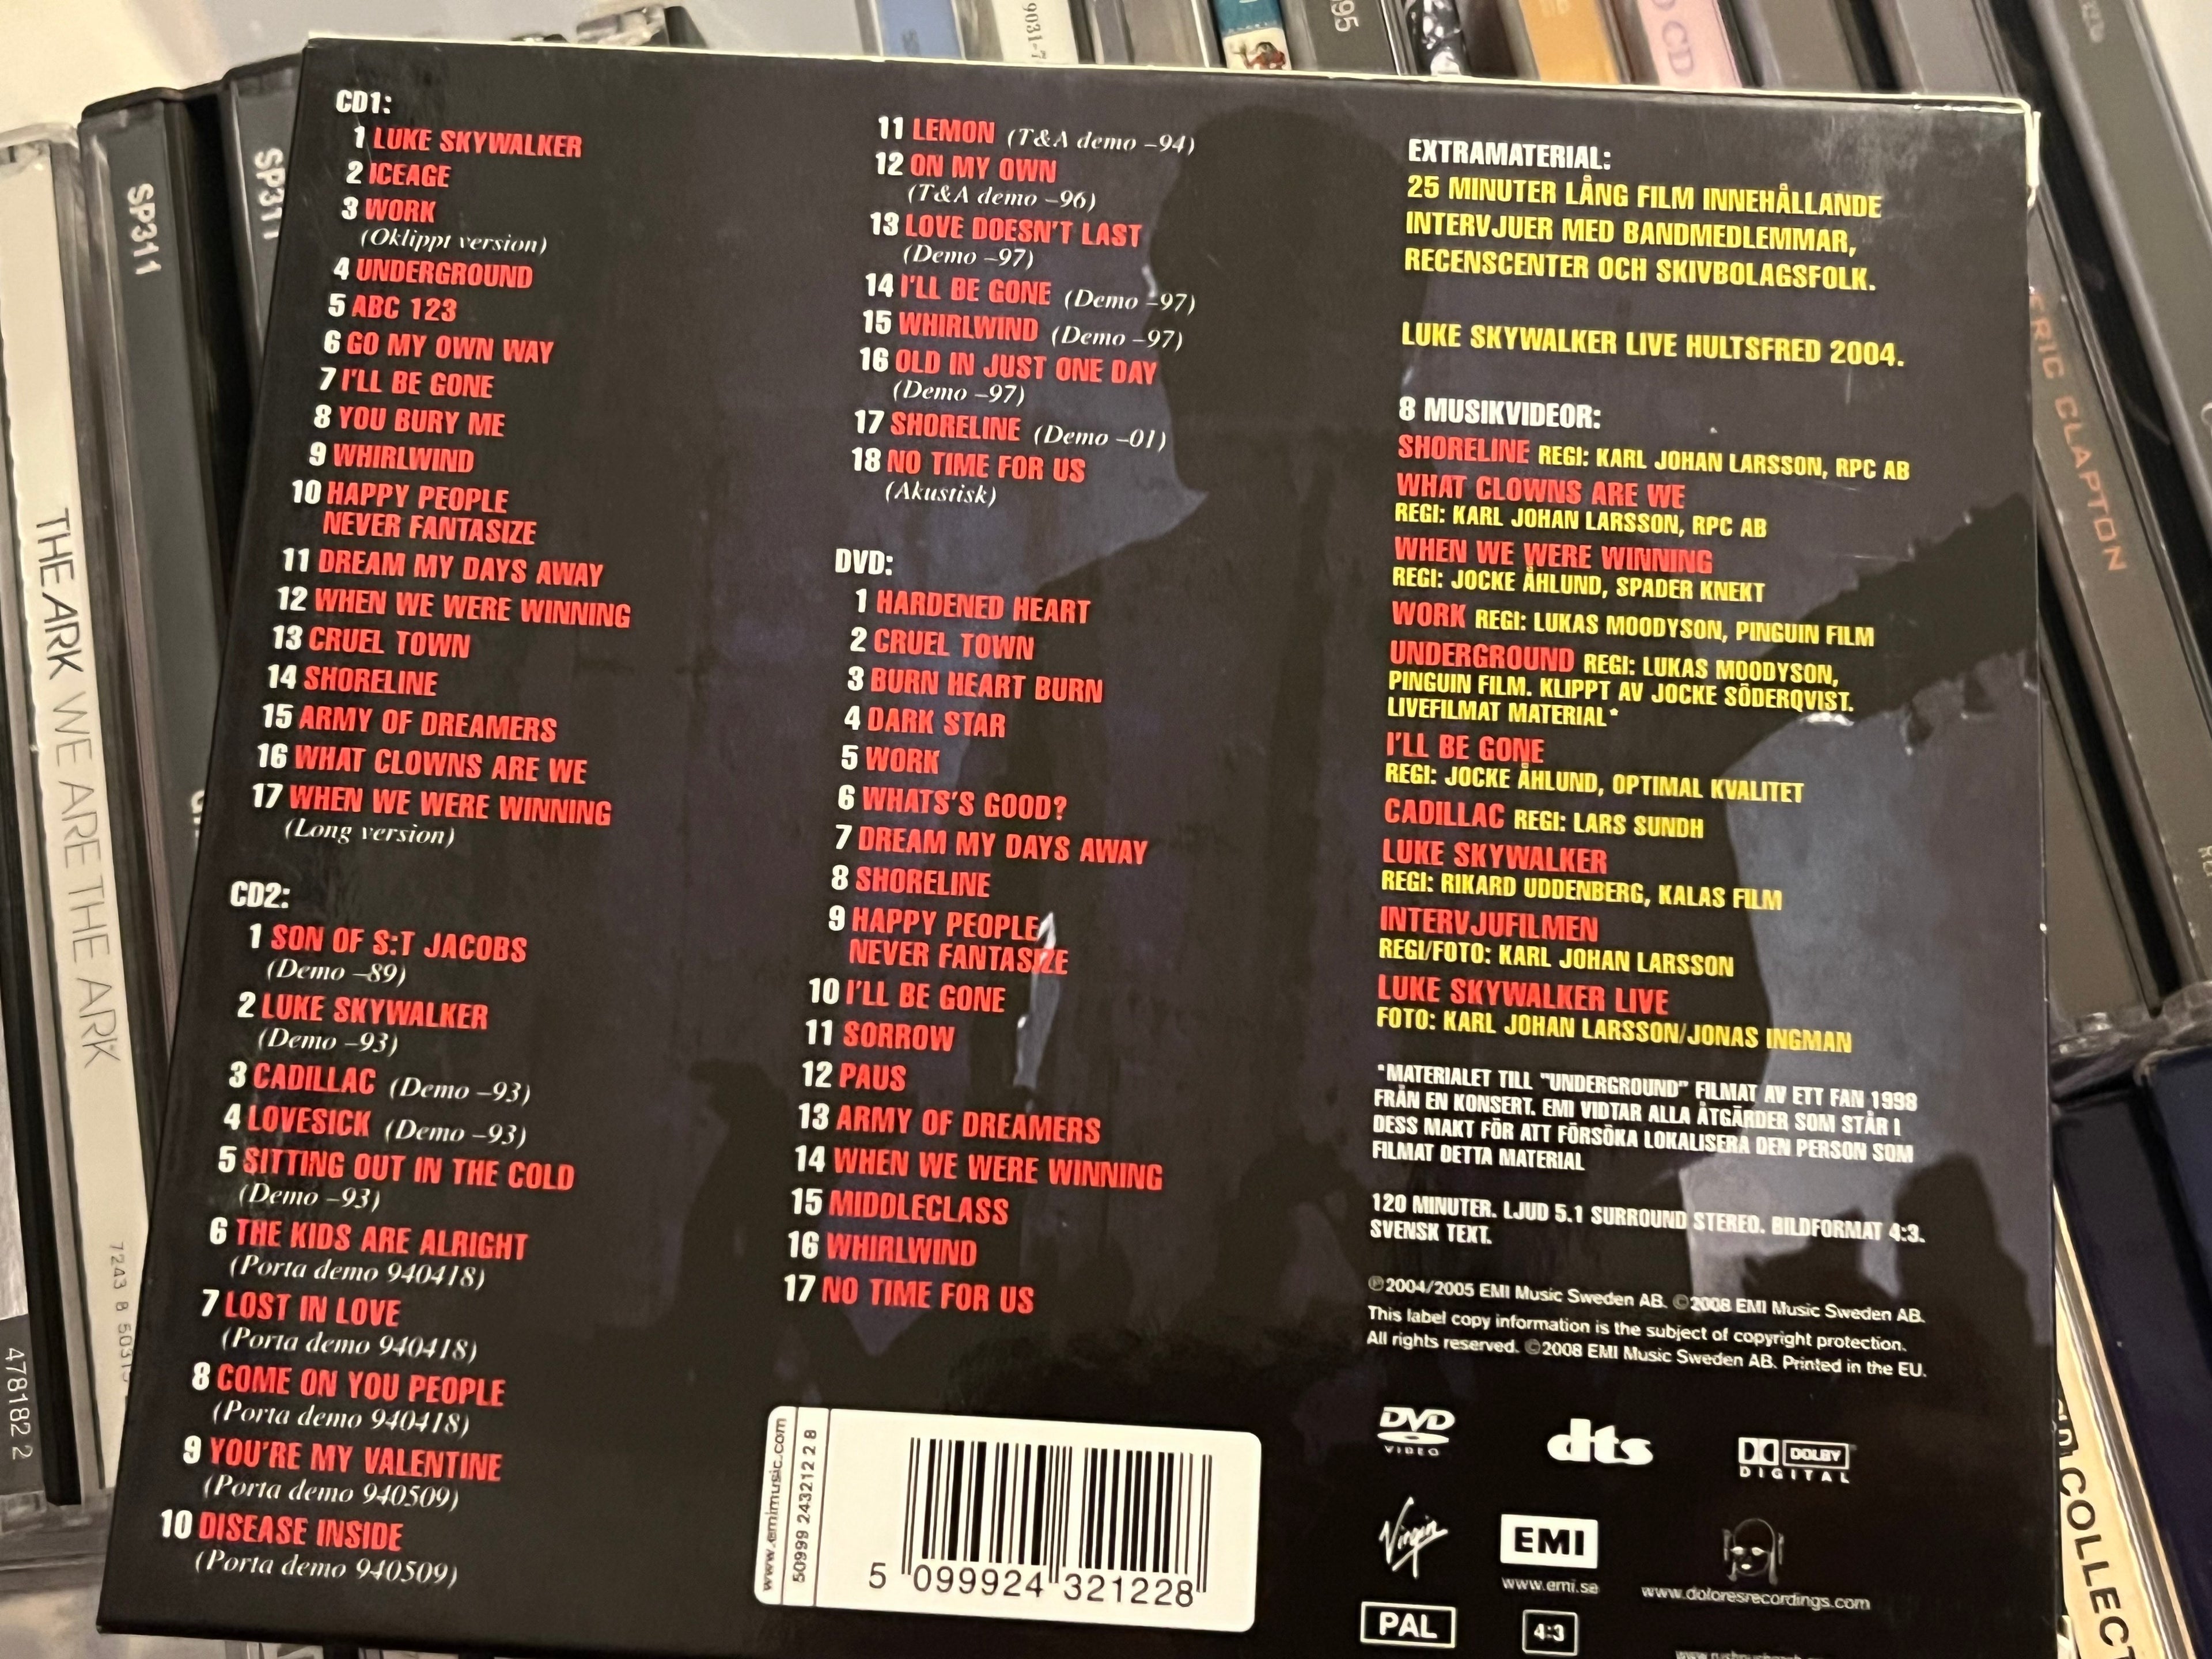 CD1:
1 LUKE SKYWALKER
2 ICEAGE
3 WORK
(Oklippt version)
4 UNDERGROUND
5 ABC 123
6 GO MY OWN WAY
7 I'LL BE GONE
8 YOU BURY ME
9 WHIRLWIND
10 HAPPY PEOPLE
NEVER FANTASIZE
11 DREAM MY DAYS AWAY
12 WHEN WE WERE WINNING
13 CRUEL TOWN
14 SHORELINE
15 ARMY OF DREAMERS
16 WHAT CLOWNS ARE WE
17 WHEN WE WERE WINNING
(Long version)
CD2:
1 SON OF S:T JACOBS
(Demo –89)
2 LUKE SKYWALKER
(Demo –93)
3 CADILLAC (Demo –93)
4 LOVESICK (Demo –93)
5 SITTING OUT IN THE COLD
(Demo –93)
6 THE KIDS ARE ALRIGHT
(Porta demo 940418)
7 LOST IN LOVE
(Porta demo 940418)
8 COME ON YOU PEOPLE
(Porta demo 940418)
9 YOU'RE MY VALENTINE
(Porta demo 940509)
10 DISEASE INSIDE
(Porta demo 940509)
11 LEMON (T&A demo –94)
12 ON MY OWN
(T&A demo –96)
13 LOVE DOESN'T LAST
(Demo –97)
14 I'LL BE GONE (Demo –97)
15 WHIRLWIND (Demo –97)
16 OLD IN JUST ONE DAY
(Demo –97)
17 SHORELINE (Demo –01)
18 NO TIME FOR US
(Akustisk)
DVD:
1 HARDENED HEART
2 CRUEL TOWN
3 BURN HEART BURN
4 DARK STAR
5 WORK
6 WHATS'S GOOD?
7 DREAM MY DAYS AWAY
8 SHORELINE
9 HAPPY PEOPLE
NEVER FANTASIZE
10 I'LL BE GONE
11 SORROW
12 PAUS
13 ARMY OF DREAMERS
14 WHEN WE WERE WINNING
15 MIDDLECLASS
16 WHIRLWIND
17 NO TIME FOR US
www.emimusic.com
50999 243212 2 8
5 099924 321228
EXTRAMATERIAL:
25 MINUTER LÅNG FILM INNEHÅLLANDE
INTERVJUER MED BANDMEDLEMMAR,
RECENSCENTER OCH SKIVBOLAGSFOLK.
LUKE SKYWALKER LIVE HULTSFRED 2004.
8 MUSIKVIDEOR:
SHORELINE REGI: KARL JOHAN LARSSON, RPC AB
WHAT CLOWNS ARE WE
REGI: KARL JOHAN LARSSON, RPC AB
WHEN WE WERE WINNING
REGI: JOCKE ÅHLUND, SPADER KNEKT
WORK REGI: LUKAS MOODYSON, PINGUIN FILM
UNDERGROUND REGI: LUKAS MOODYSON,
PINGUIN FILM. KLIPPT AV JOCKE SÖDERQVIST.
LIVEFILMAT MATERIAL*
I'LL BE GONE
REGI: JOCKE ÅHLUND, OPTIMAL KVALITET
CADILLAC REGI: LARS SUNDH
LUKE SKYWALKER
REGI: RIKARD UDDENBERG, KALAS FILM
INTERVJUFILMEN
REGI/FOTO: KARL JOHAN LARSSON
LUKE SKYWALKER LIVE
FOTO: KARL JOHAN LARSSON/JONAS INGMAN
*MATERIALET TILL "UNDERGROUND" FILMAT AV ETT FAN 1998
FRÅN EN KONSERT. EMI VIDTAR ALLA ÅTGÄRDER SOM STÅR I
DESS MAKT FÖR ATT FÖRSÖKA LOKALISERA DEN PERSON SOM
FILMAT DETTA MATERIAL
120 MINUTER. LJUD 5.1 SURROUND STEREO. BILDFORMAT 4:3.
SVENSK TEXT.
℗2004/2005 EMI Music Sweden AB. ©2008 EMI Music Sweden AB.
This label copy information is the subject of copyright protection.
All rights reserved. ©2008 EMI Music Sweden AB. Printed in the EU.
DVD VIDEO
dts
DOLBY DIGITAL
Virgin
EMI
www.emi.se
www.doloresrecordings.com
PAL
4:3
THE ARK WE ARE THE ARK
SP311
SP311
4781182 2
9031-7
ERIC CLAPTON
CD